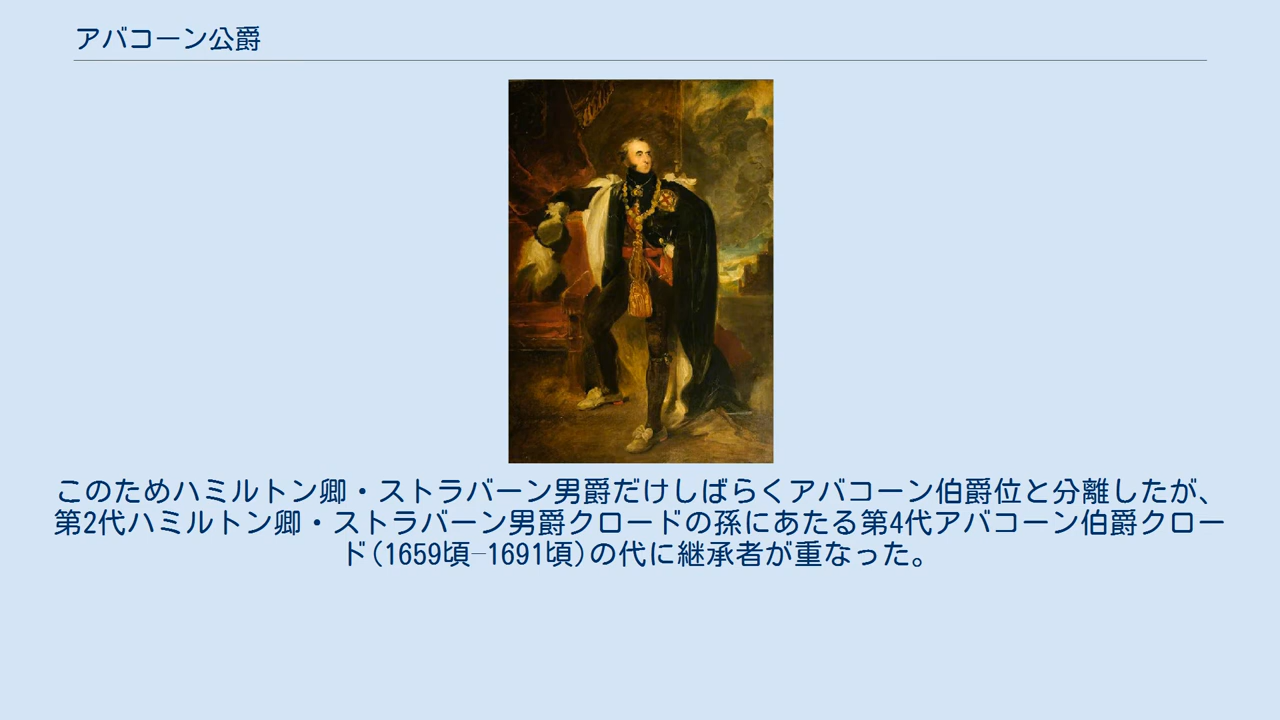 アバコーン公爵
このためハミルトン卿・ストラバーン男爵だけしばらくアバコーン伯爵位と分離したが、
第2代ハミルトン卿・ストラバーン男爵クロードの孫にあたる第4代アバコーン伯爵クロー
ド(1659頃–1691頃)の代に継承者が重なった。